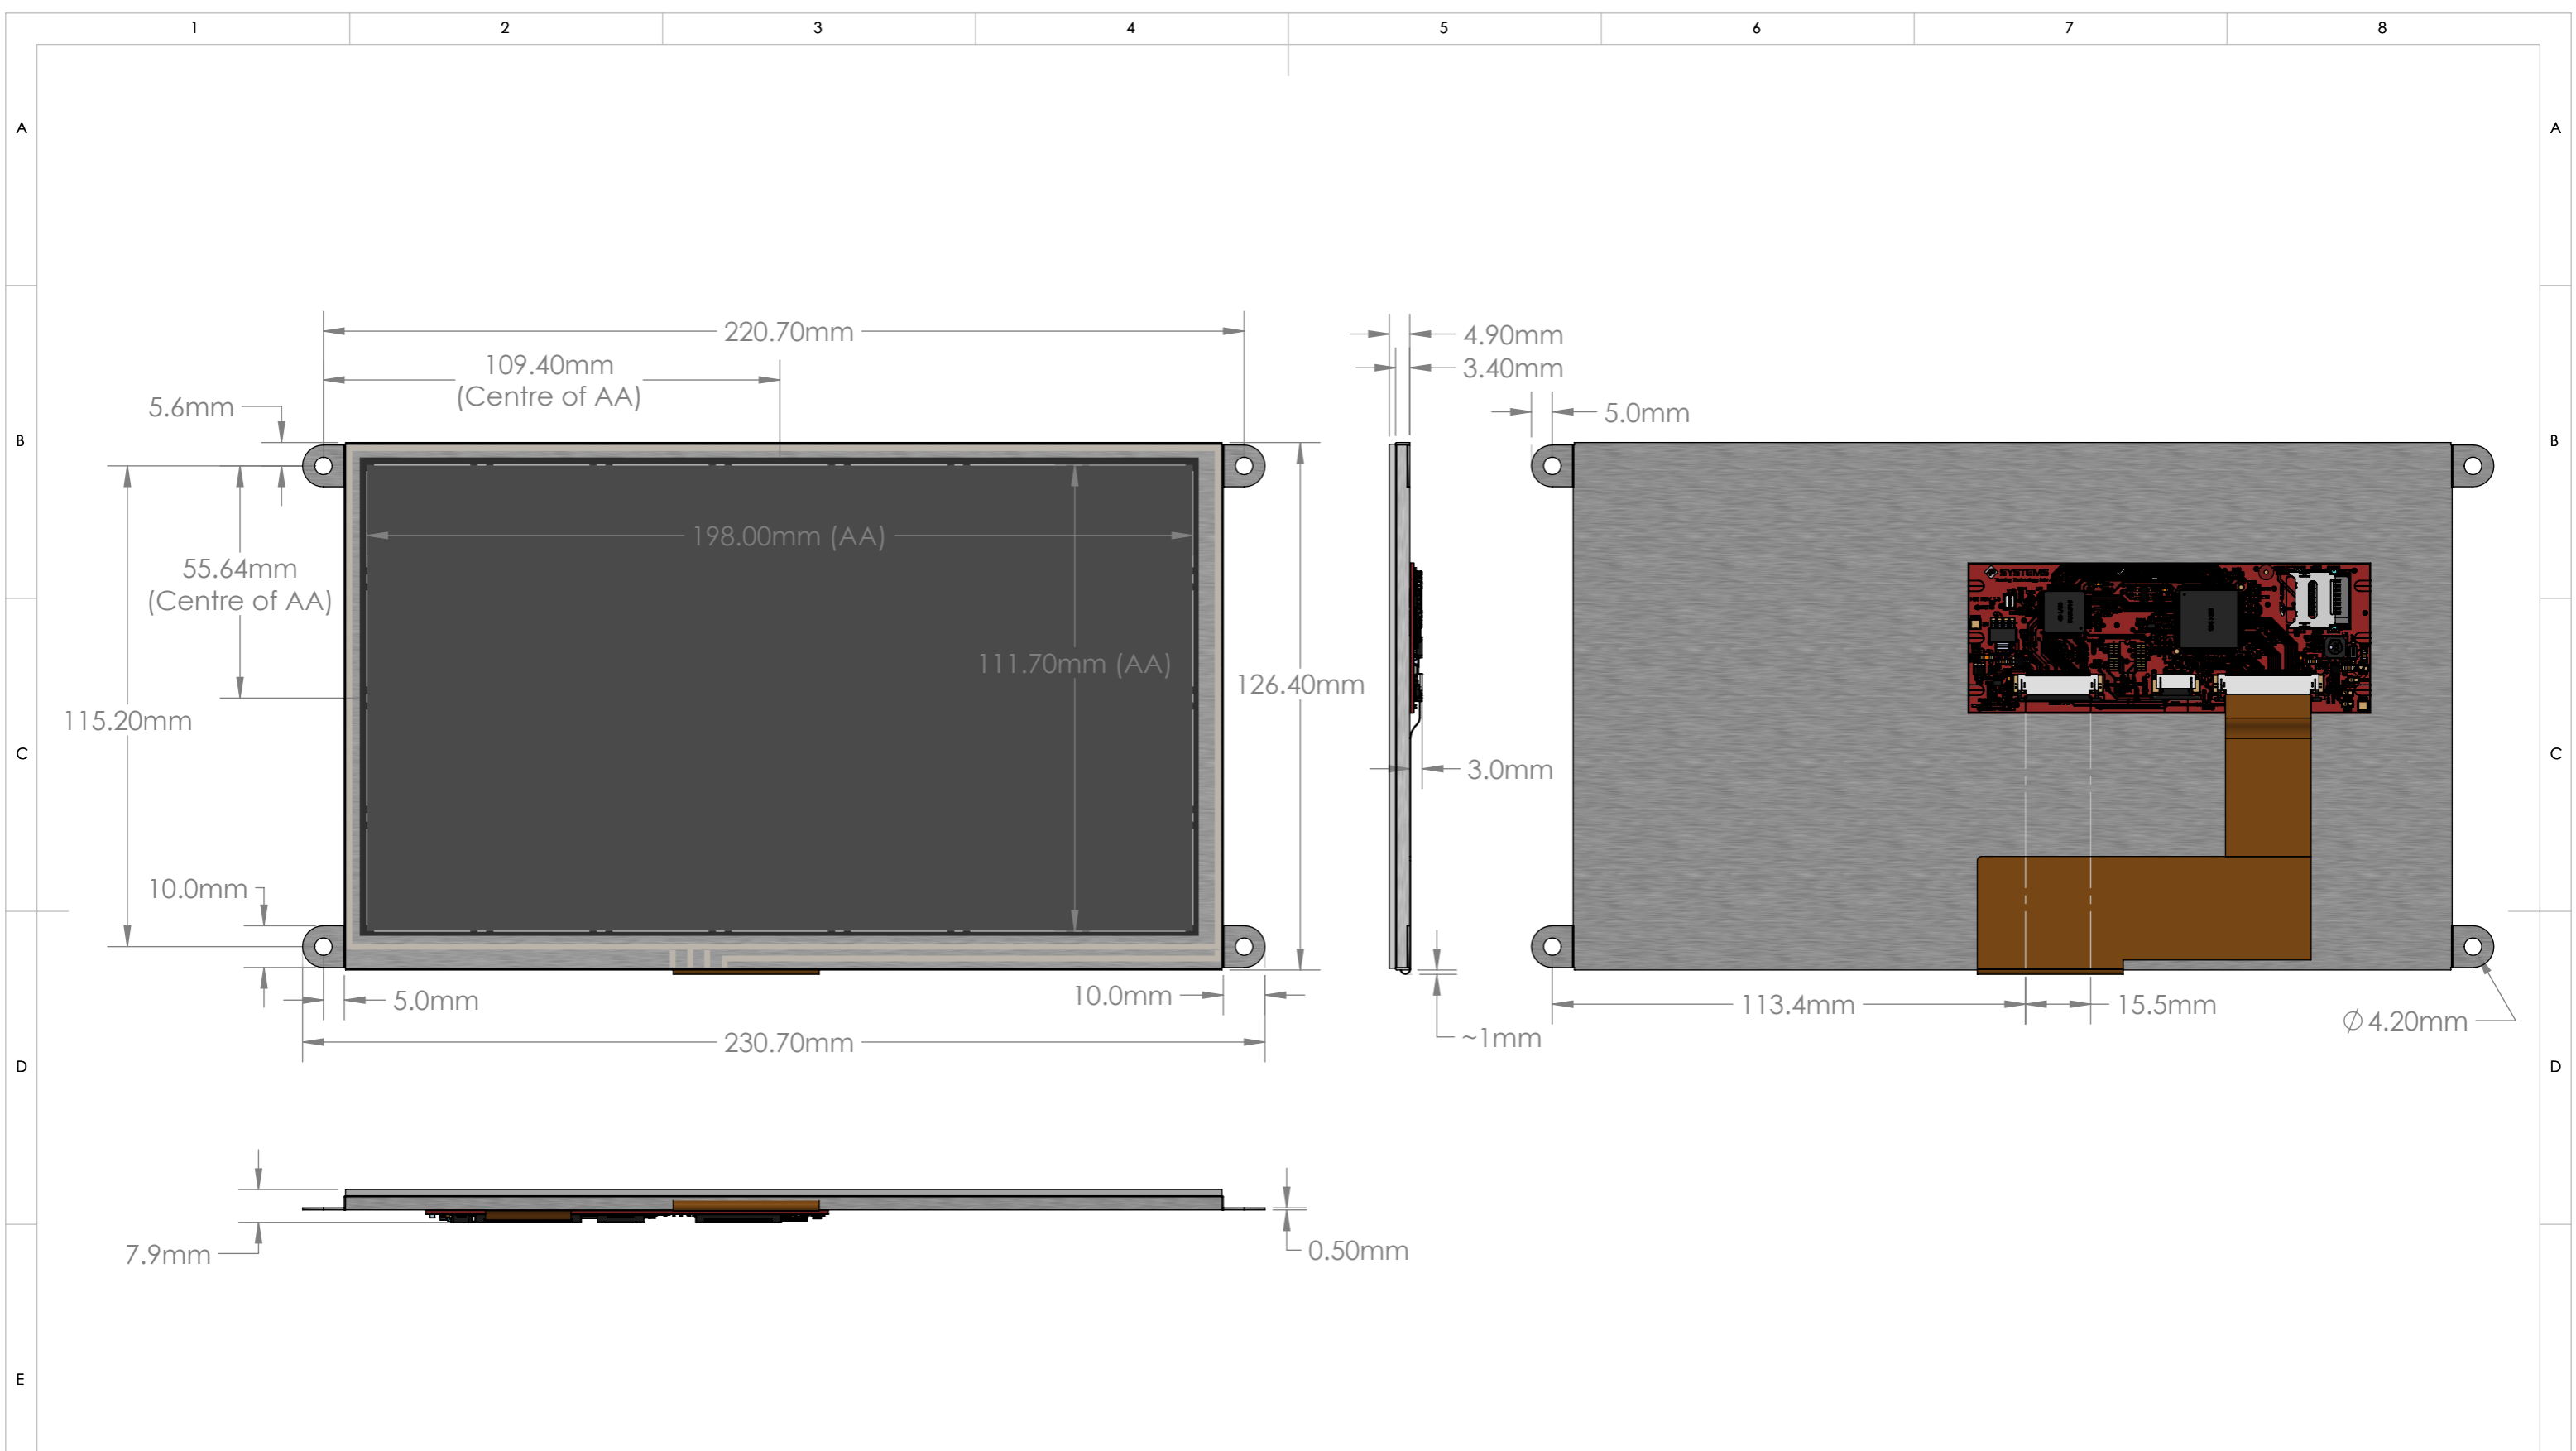 1 2 3 4 5 6 7 8
A A
220.70mm
109.40mm
(Centre of AA)
4.90mm
3.40mm
5.6mm
5.0mm
B B
198.00mm (AA)
55.64mm
(Centre of AA)
SYSTEMS
111.70mm (AA)
126.40mm
115.20mm
C C
3.0mm
10.0mm
5.0mm
10.0mm
113.4mm
15.5mm
Ø4.20mm
230.70mm
~1mm
D D
7.9mm
0.50mm
E